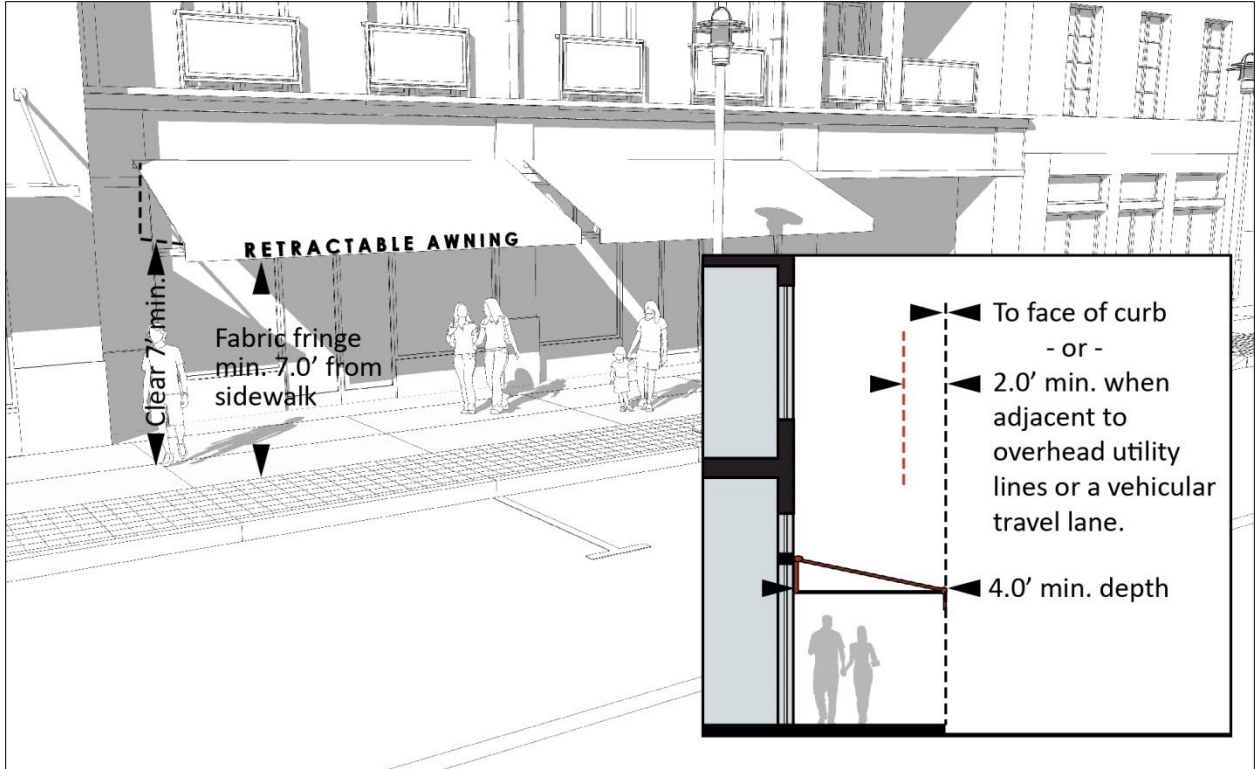 RETRACTABLE AWNING
Clear 7' min.
Fabric fringe
min. 7.0' from
sidewalk
To face of curb
- or -
2.0' min. when
adjacent to
overhead utility
lines or a vehicular
travel lane.
4.0' min. depth